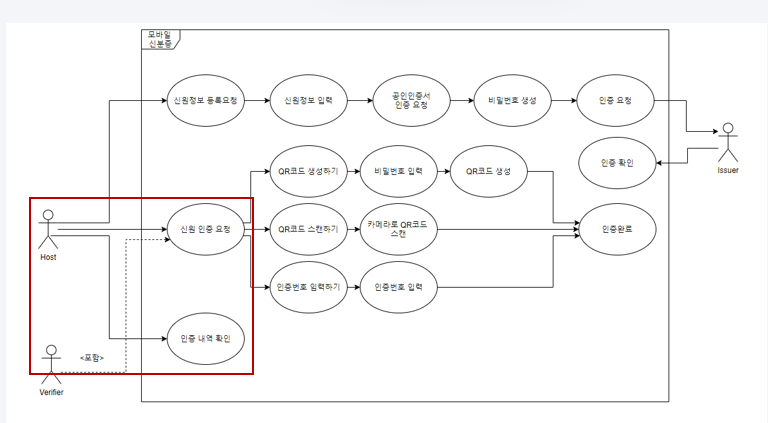 모바일
신분증
신원정보 등록요청
신원정보 입력
공인인증서
인증 요청
비밀번호 생성
인증 요청
Issuer
인증 확인
QR코드 생성하기
비밀번호 입력
QR코드 생성
Host
신원 인증 요청
QR코드 스캔하기
카메라로 QR코드
스캔
인증완료
인증번호 입력하기
인증번호 입력
인증 내역 확인
<포함>
Verifier